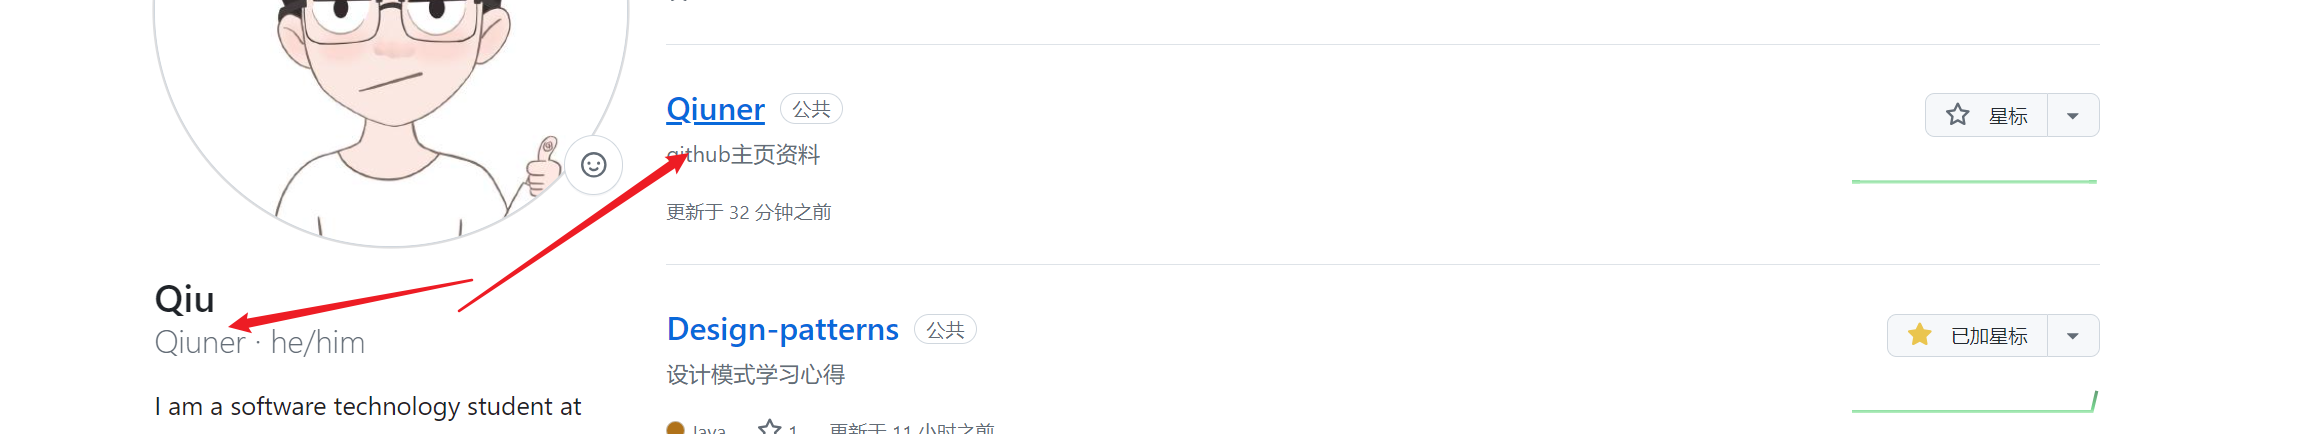 Qiuner 公共 星标
github主页资料
更新于 32 分钟之前
Qiu
Qiuner · he/him
I am a software technology student at
Design-patterns 公共 已加星标
设计模式学习心得
Java 1 更新于 11 小时之前